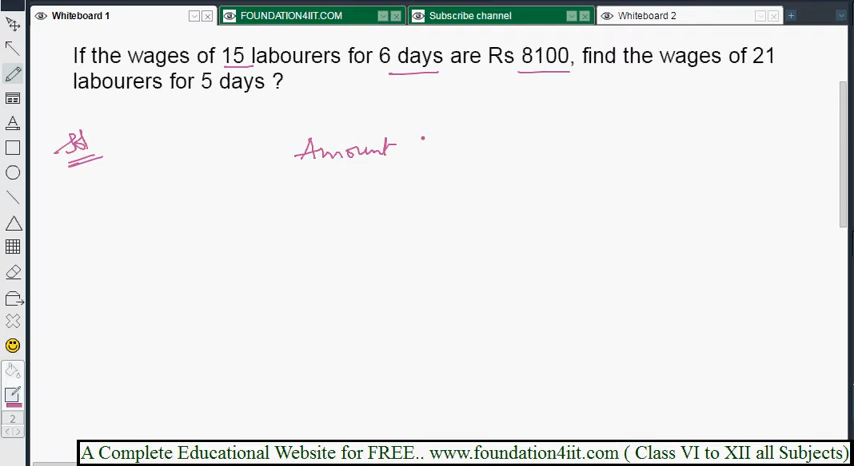 Whiteboard 1
FOUNDATION4IIT.COM
Subscribe channel
Whiteboard 2
If the wages of 15 labourers for 6 days are Rs 8100, find the wages of 21
labourers for 5 days ?
Sol
Amount
2
A Complete Educational Website for FREE.. www.foundation4iit.com ( Class VI to XII all Subjects)